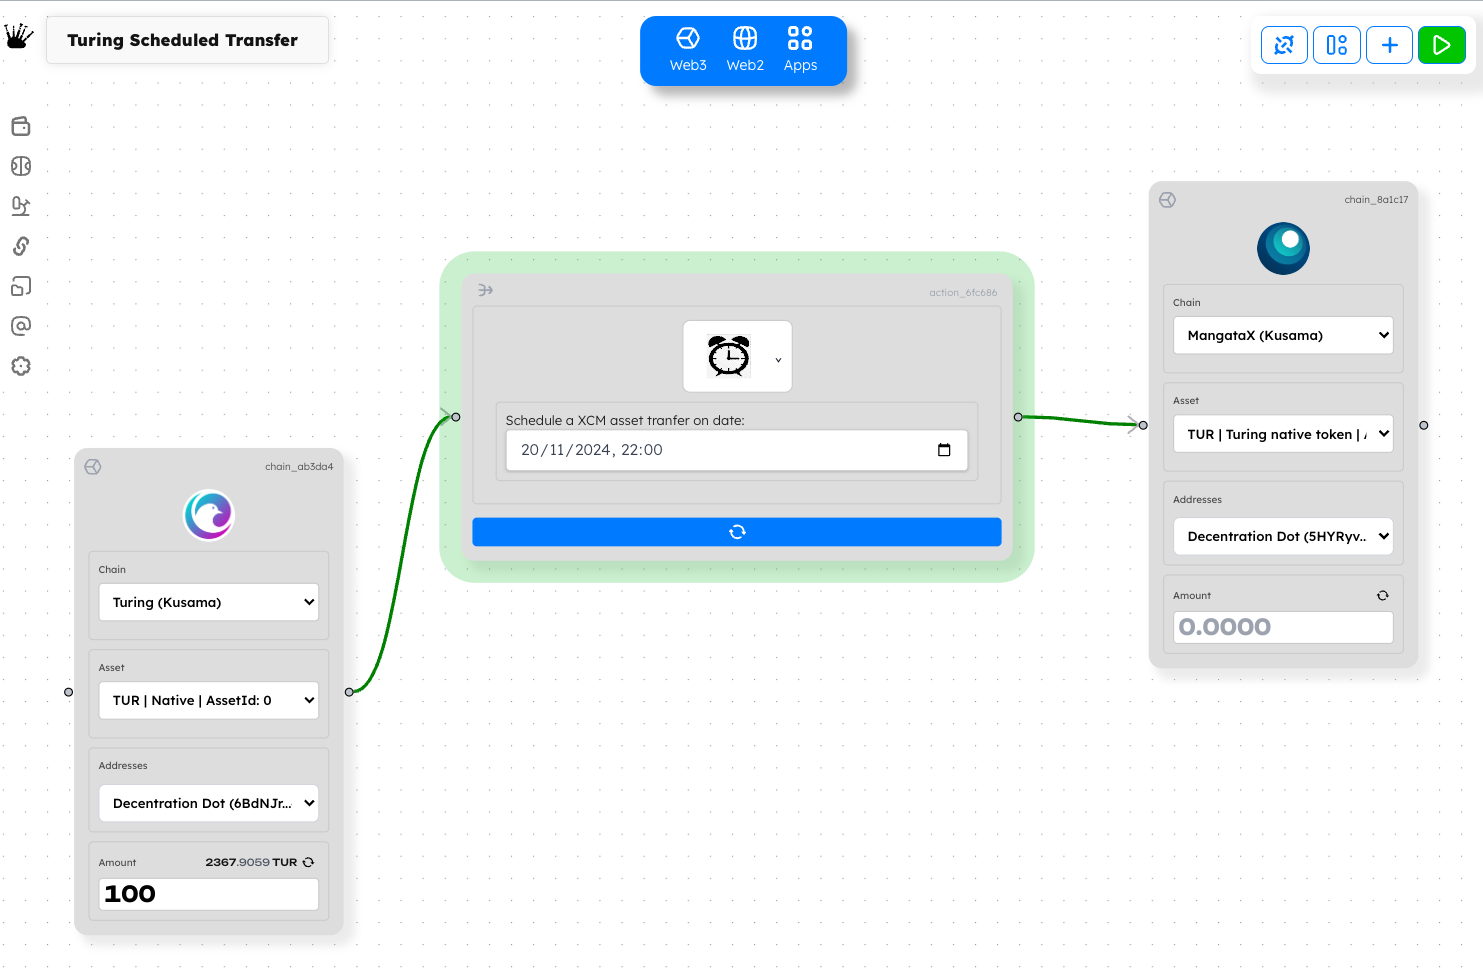 Turing Scheduled Transfer
Web3 Web2 Apps
chain_ab3da4
Chain
Turing (Kusama)
Asset
TUR | Native | AssetId: 0
Addresses
Decentration Dot (6BdNJr...
Amount 2367.9059 TUR
100
action_6fc686
Schedule a XCM asset tranfer on date:
20/11/2024, 22:00
chain_8a1c17
Chain
MangataX (Kusama)
Asset
TUR | Turing native token |
Addresses
Decentration Dot (5HYRyv..
Amount
0.0000